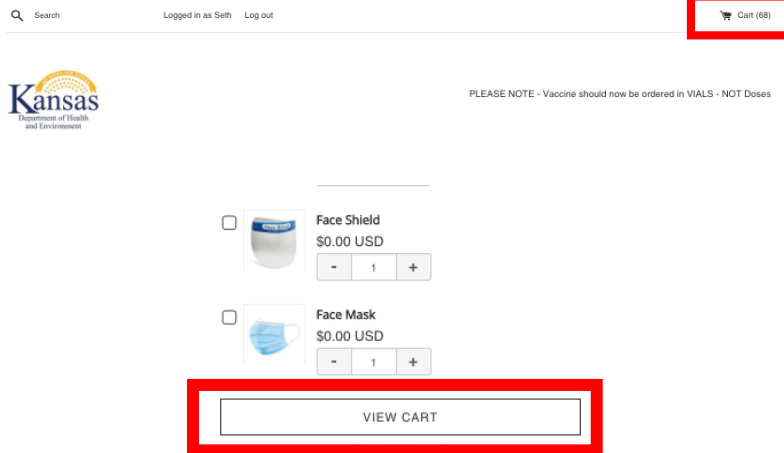 Search
Logged in as Seth Log out
Cart (68)
Kansas
Department of Health
and Environment
PLEASE NOTE - Vaccine should now be ordered in VIALS - NOT Doses
Face Shield
$0.00 USD
- 1 +
Face Mask
$0.00 USD
- 1 +
VIEW CART